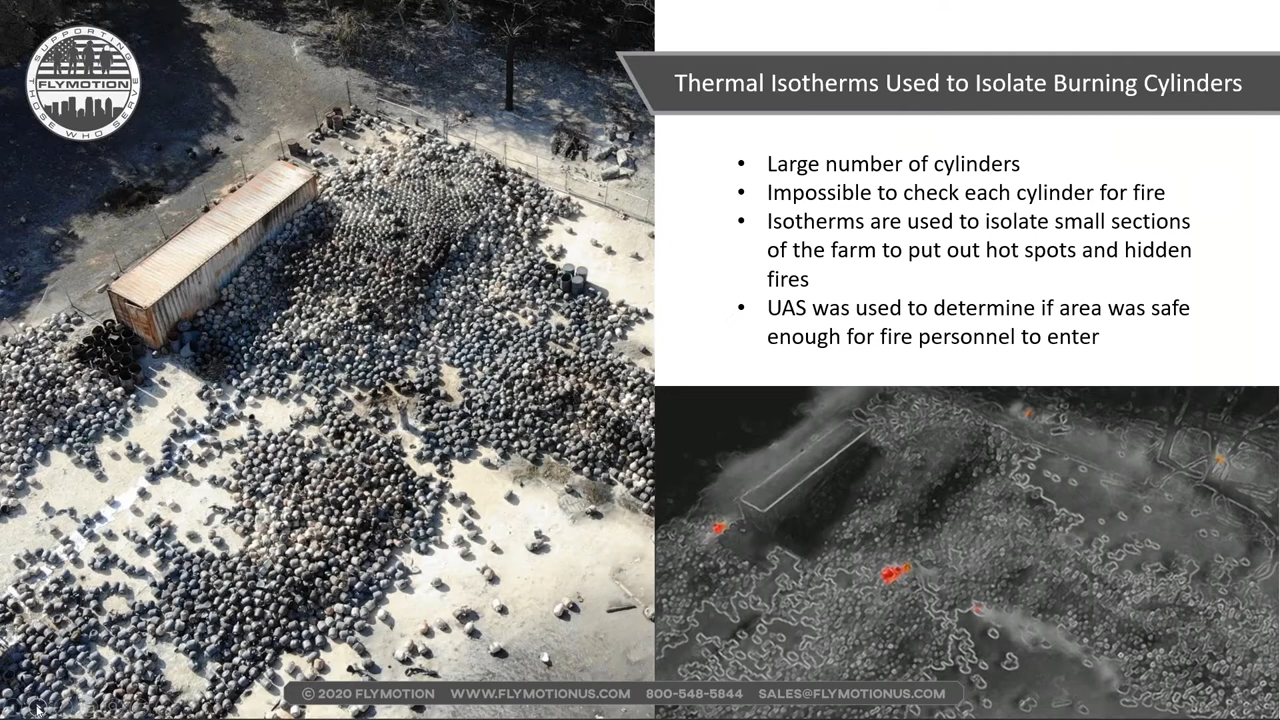 SUPPORTING
FLYMOTION
THOSE WHO SERVE
Thermal Isotherms Used to Isolate Burning Cylinders
• Large number of cylinders
• Impossible to check each cylinder for fire
• Isotherms are used to isolate small sections
of the farm to put out hot spots and hidden
fires
• UAS was used to determine if area was safe
enough for fire personnel to enter
© 2020 FLYMOTION WWW.FLYMOTIONUS.COM 800-548-5844 SALES@FLYMOTIONUS.COM